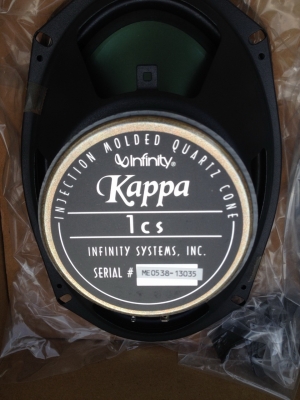 INJECTION MOLDED QUARTZ CONE
Infinity®
Kappa
1cs
INFINITY SYSTEMS, INC.
SERIAL # ME0538-13035